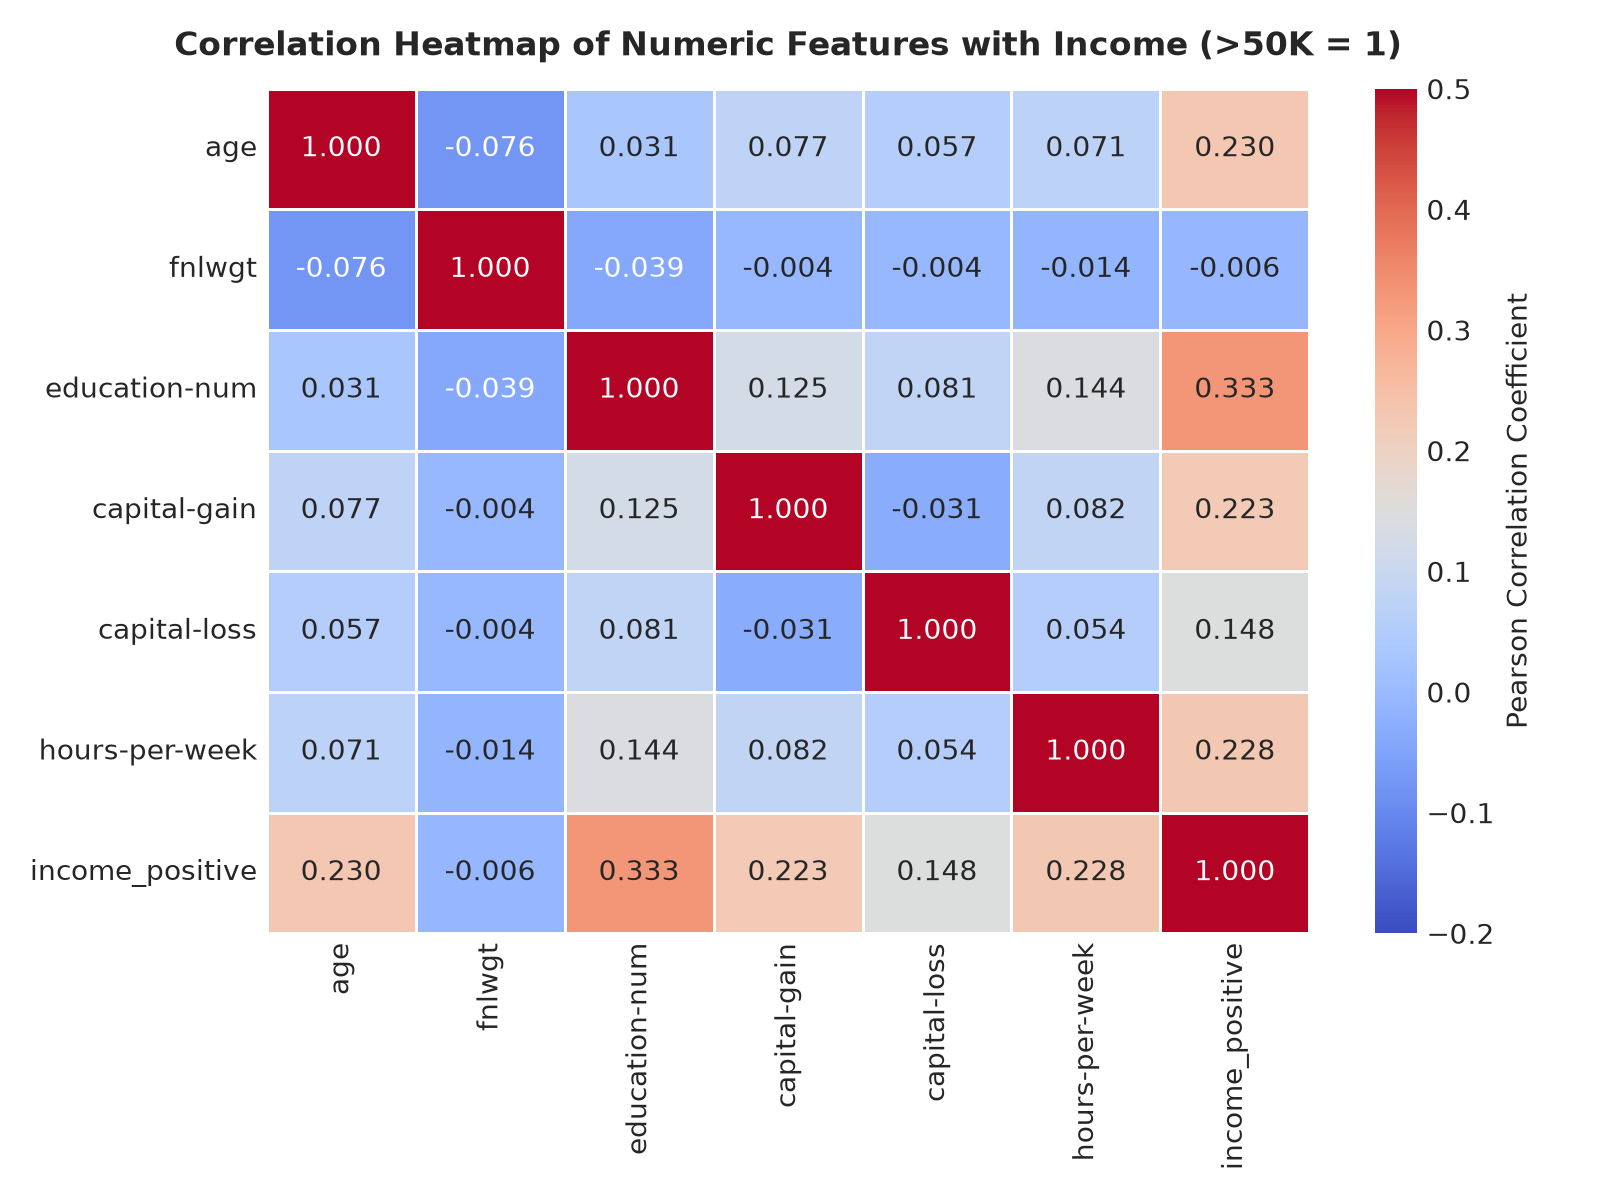 Correlation Heatmap of Numeric Features with Income (>50K = 1)
age 1.000 -0.076 0.031 0.077 0.057 0.071 0.230
fnlwgt -0.076 1.000 -0.039 -0.004 -0.004 -0.014 -0.006
education-num 0.031 -0.039 1.000 0.125 0.081 0.144 0.333
capital-gain 0.077 -0.004 0.125 1.000 -0.031 0.082 0.223
capital-loss 0.057 -0.004 0.081 -0.031 1.000 0.054 0.148
hours-per-week 0.071 -0.014 0.144 0.082 0.054 1.000 0.228
income_positive 0.230 -0.006 0.333 0.223 0.148 0.228 1.000
age
fnlwgt
education-num
capital-gain
capital-loss
hours-per-week
income_positive
0.5
0.4
0.3
0.2
0.1
0.0
−0.1
−0.2
Pearson Correlation Coefficient